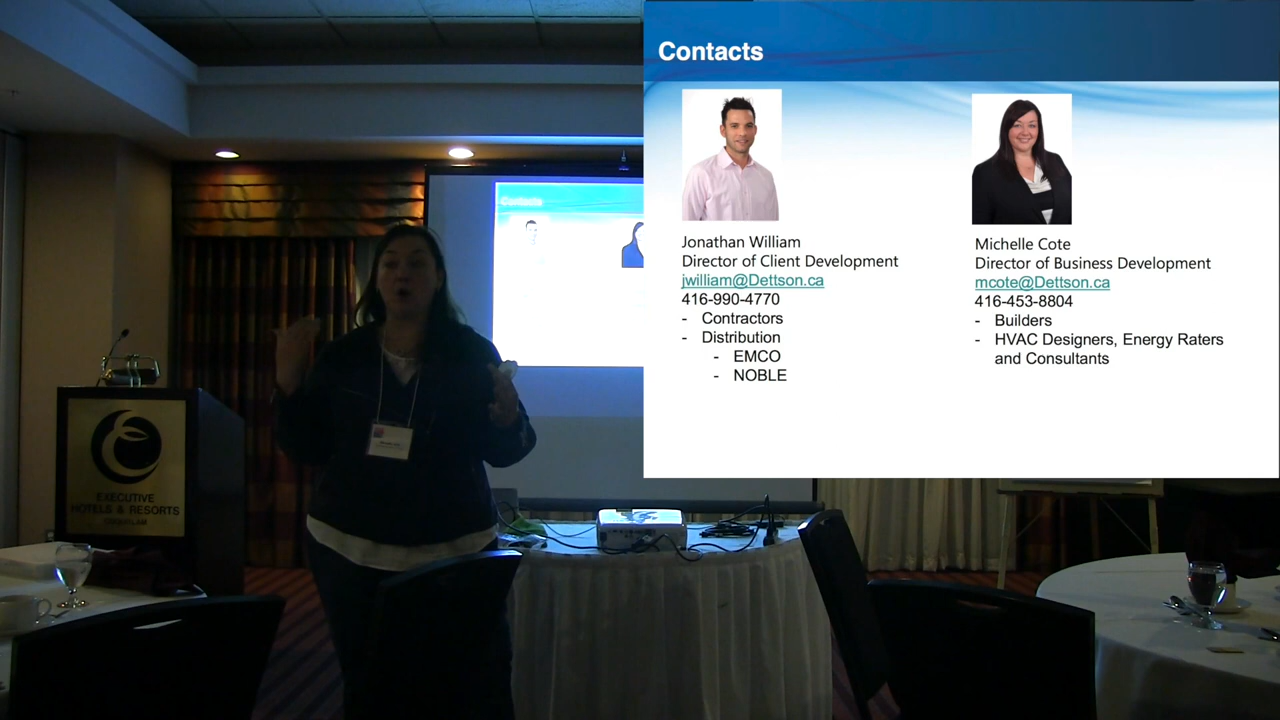 Contacts
Jonathan William
Director of Client Development
jwilliam@Dettson.ca
416-990-4770
- Contractors
- Distribution
- EMCO
- NOBLE
Michelle Cote
Director of Business Development
mcote@Dettson.ca
416-453-8804
- Builders
- HVAC Designers, Energy Raters
and Consultants
Contacts
EXECUTIVE
HOTELS & RESORTS